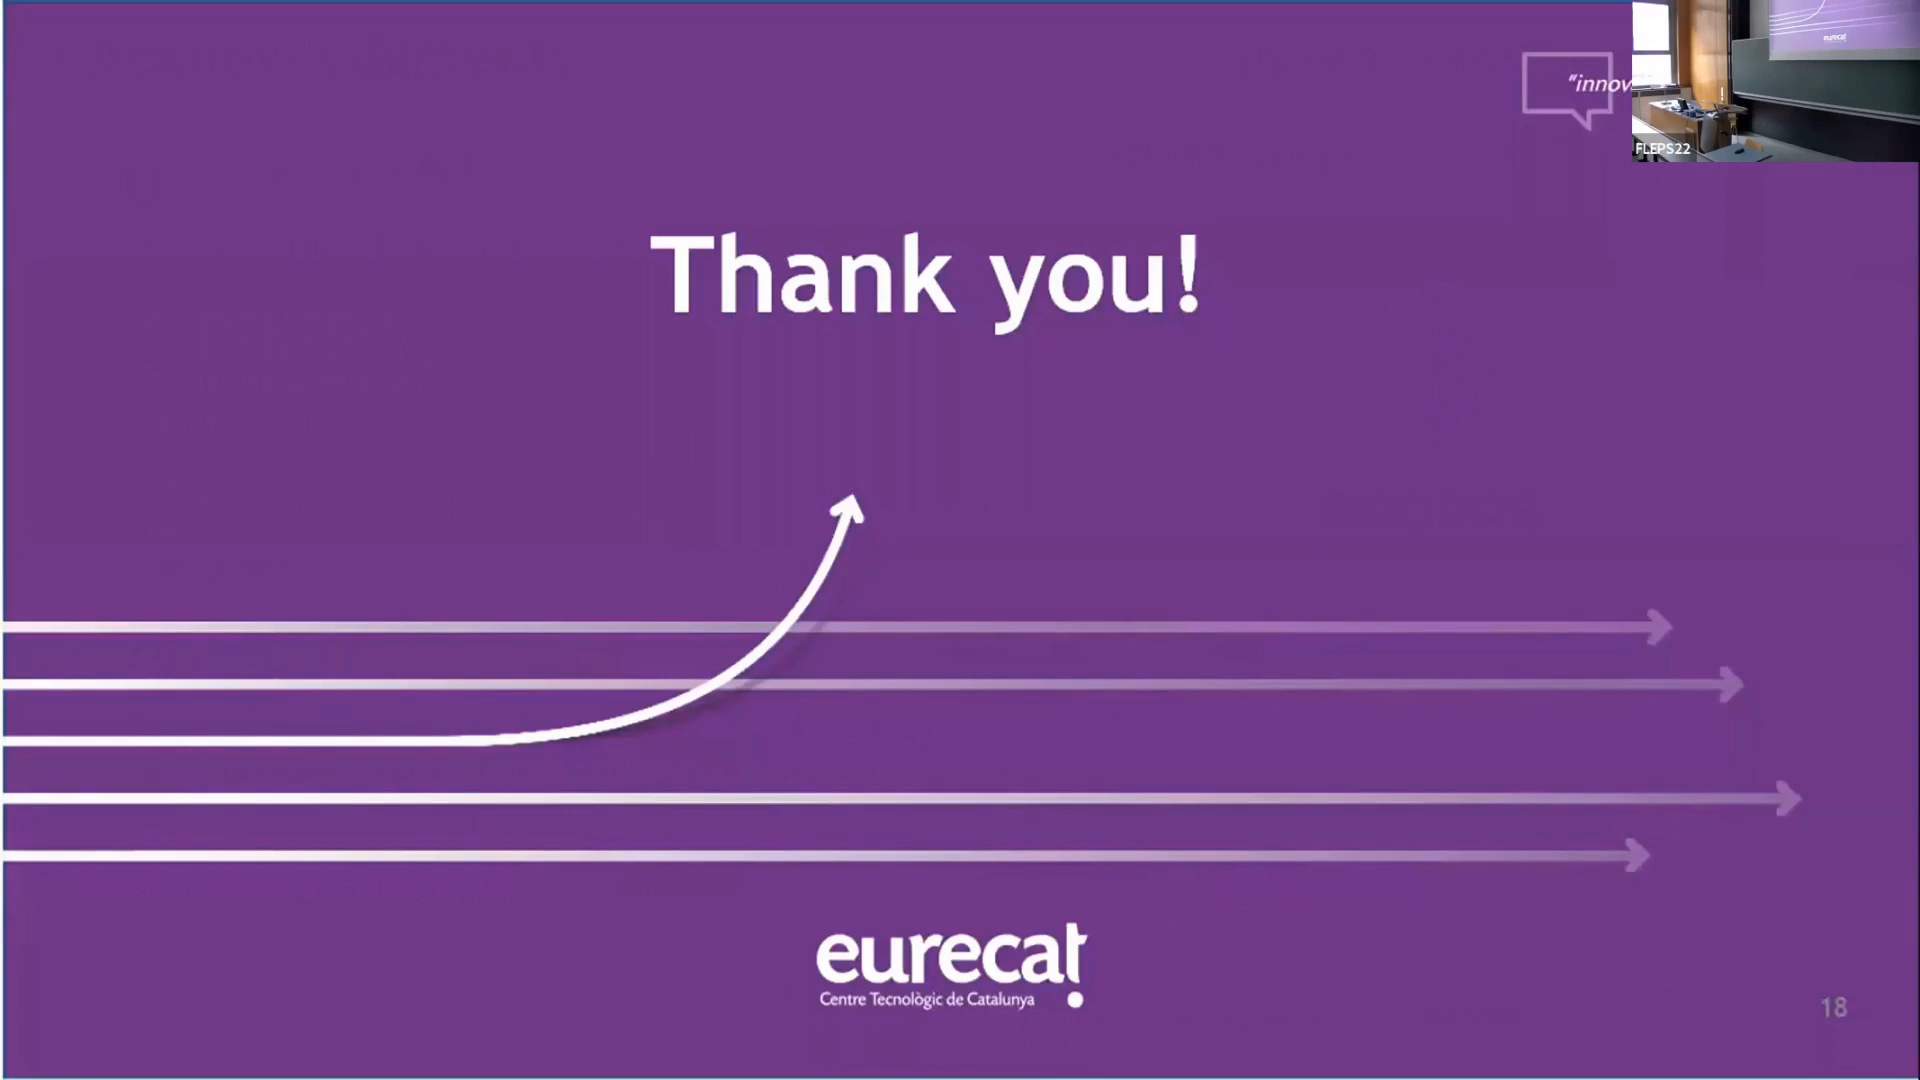 “innov
FLEPS22
Thank you!
eurecat
Centre Tecnològic de Catalunya
18